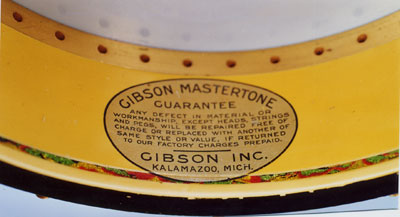 GIBSON MASTERTONE
GUARANTEE
ANY DEFECT IN MATERIAL OR
WORKMANSHIP, EXCEPT HEADS, STRINGS
AND PEGS, WILL BE REPAIRED FREE OF
CHARGE OR REPLACED WITH ANOTHER OF
SAME STYLE OR VALUE, IF RETURNED
TO OUR FACTORY CHARGES PREPAID.
GIBSON INC.
KALAMAZOO, MICH.